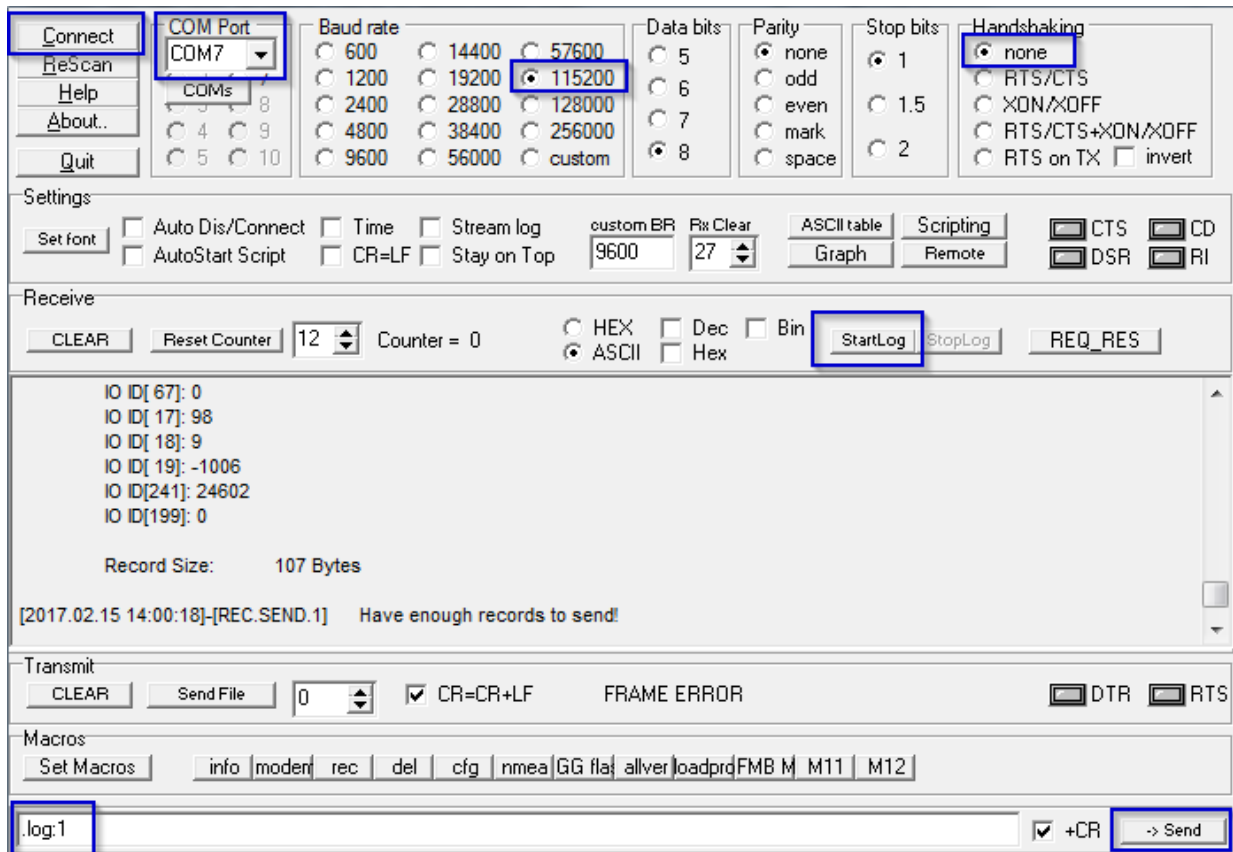 Connect
ReScan
Help
About..
Quit
COM Port
COM7
COMs
7
8
4 9
5 10
Baud rate
600 14400 57600
1200 19200 115200
2400 28800 128000
4800 38400 256000
9600 56000 custom
Data bits
5
6
7
8
Parity
none
odd
even
mark
space
Stop bits
1
1.5
2
Handshaking
none
RTS/CTS
XON/XOFF
RTS/CTS+XON/XOFF
RTS on TX invert
Settings
Set font
Auto Dis/Connect Time Stream log
AutoStart Script CR=LF Stay on Top
custom BR Rx Clear
9600 27
ASCII table Scripting
Graph Remote
CTS CD
DSR RI
Receive
CLEAR Reset Counter 12 Counter = 0
HEX Dec Bin
ASCII Hex
StartLog StopLog REQ_RES
IO ID[ 67]: 0
IO ID[ 17]: 98
IO ID[ 18]: 9
IO ID[ 19]: -1006
IO ID[241]: 24602
IO ID[199]: 0
Record Size: 107 Bytes
[2017.02.15 14:00:18]-[REC.SEND.1] Have enough records to send!
Transmit
CLEAR Send File 0 CR=CR+LF FRAME ERROR DTR RTS
Macros
Set Macros info modem rec del cfg nmea GG fla allver loadpro FMB M M11 M12
.log:1 +CR -> Send